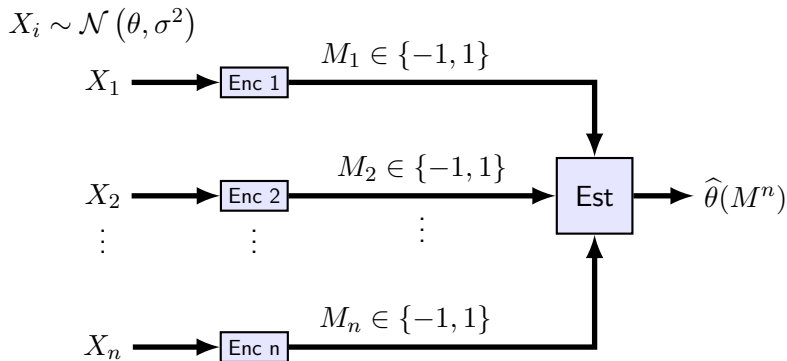 X_i ∼ 𝒩 (θ, σ²)
X_1
Enc 1
M_1 ∈ {−1, 1}
X_2
Enc 2
M_2 ∈ {−1, 1}
Est
θ̂(M^n)
⋮ ⋮ ⋮
X_n
Enc n
M_n ∈ {−1, 1}